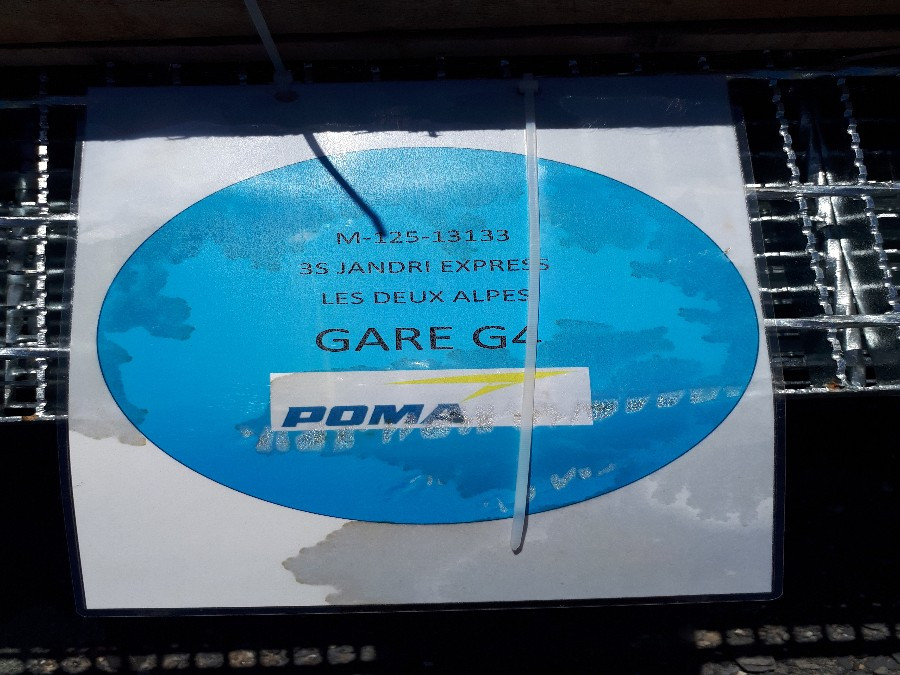 M-125-13133
3S JANDRI EXPRESS
LES DEUX ALPES
GARE G4
POMA